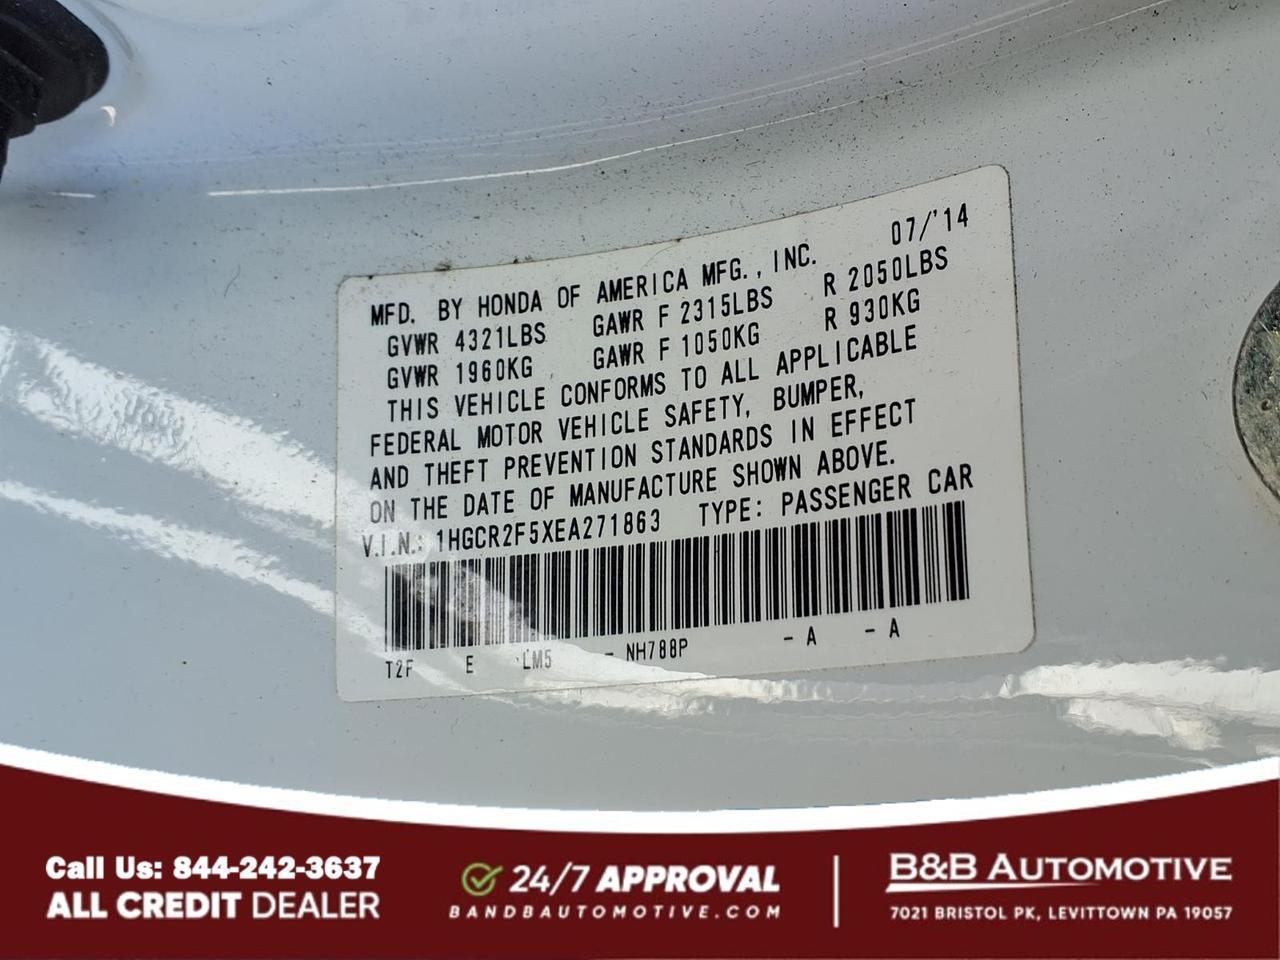 MFD. BY HONDA OF AMERICA MFG., INC. 07/'14
GVWR 4321LBS GAWR F 2315LBS R 2050LBS
GVWR 1960KG GAWR F 1050KG R 930KG
THIS VEHICLE CONFORMS TO ALL APPLICABLE
FEDERAL MOTOR VEHICLE SAFETY, BUMPER,
AND THEFT PREVENTION STANDARDS IN EFFECT
ON THE DATE OF MANUFACTURE SHOWN ABOVE.
V.I.N.: 1HGCR2F5XEA271863 TYPE: PASSENGER CAR
T2F E LM5 - NH788P - A - A
Call Us: 844-242-3637
ALL CREDIT DEALER
24/7 APPROVAL
BANDBAUTOMOTIVE.COM
B&B AUTOMOTIVE
7021 BRISTOL PK, LEVITTOWN PA 19057